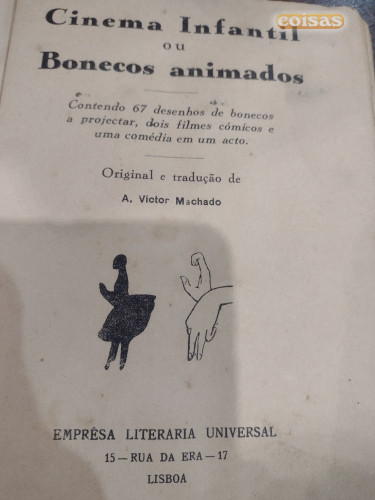 coisas
Cinema Infantil
ou
Bonecos animados
Contendo 67 desenhos de bonecos
a projectar, dois filmes cómicos e
uma comédia em um acto.
Original e tradução de
A. Victor Machado
EMPRÊSA LITERARIA UNIVERSAL
15 — RUA DA ERA — 17
LISBOA